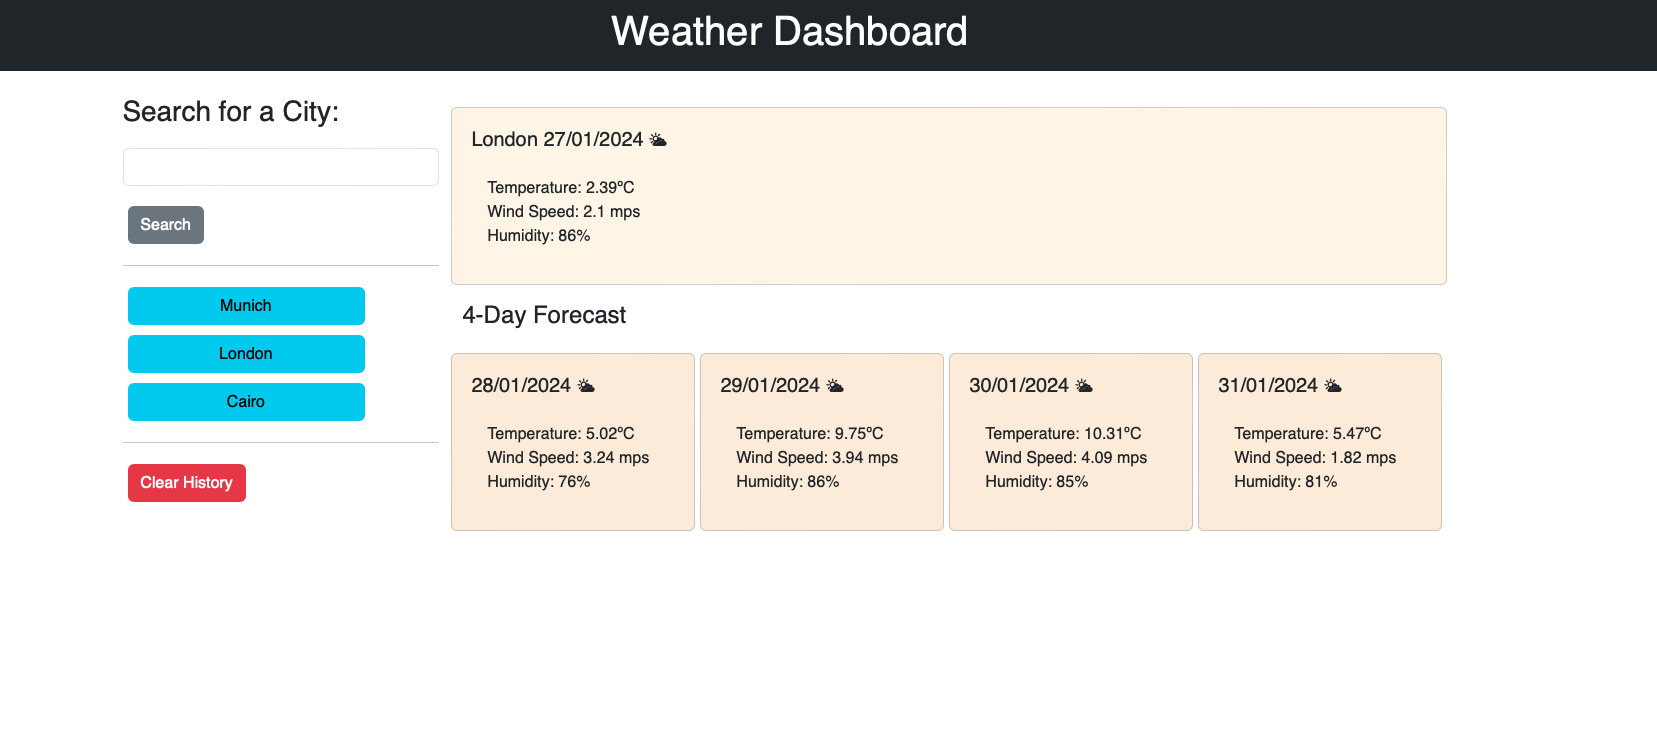 Weather Dashboard
Search for a City:
Search
Munich
London
Cairo
Clear History
London 27/01/2024
Temperature: 2.39°C
Wind Speed: 2.1 mps
Humidity: 86%
4-Day Forecast
28/01/2024
Temperature: 5.02°C
Wind Speed: 3.24 mps
Humidity: 76%
29/01/2024
Temperature: 9.75°C
Wind Speed: 3.94 mps
Humidity: 86%
30/01/2024
Temperature: 10.31°C
Wind Speed: 4.09 mps
Humidity: 85%
31/01/2024
Temperature: 5.47°C
Wind Speed: 1.82 mps
Humidity: 81%